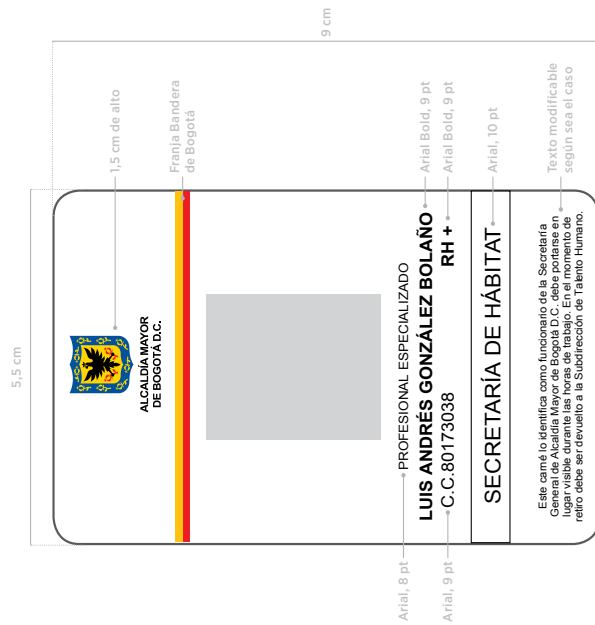 9 cm
5,5 cm
1,5 cm de alto
Franja Bandera
de Bogotá
ALCALDÍA MAYOR
DE BOGOTÁ D.C.
Arial, 8 pt
PROFESIONAL ESPECIALIZADO
LUIS ANDRÉS GONZÁLEZ BOLAÑO
Arial Bold, 9 pt
Arial, 9 pt
C.C.80173038
RH +
Arial Bold, 9 pt
SECRETARÍA DE HÁBITAT
Arial, 10 pt
Este carné lo identifica como funcionario de la Secretaría
General de Alcaldía Mayor de Bogotá D.C. debe portarse en
lugar visible durante las horas de trabajo. En el momento de
retiro debe ser devuelto a la Subdirección de Talento Humano.
Texto modificable
según sea el caso